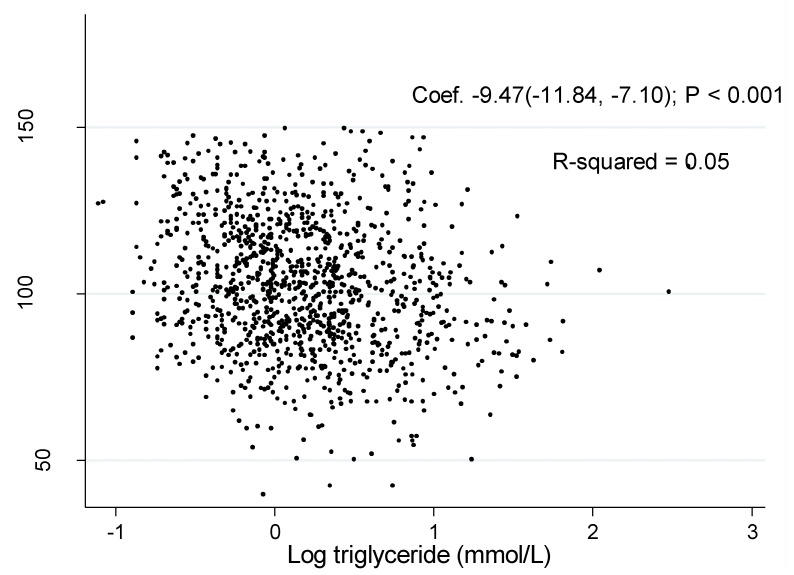 Coef. -9.47(-11.84, -7.10); P < 0.001
150
R-squared = 0.05
100
50
-1 0 1 2 3
Log triglyceride (mmol/L)